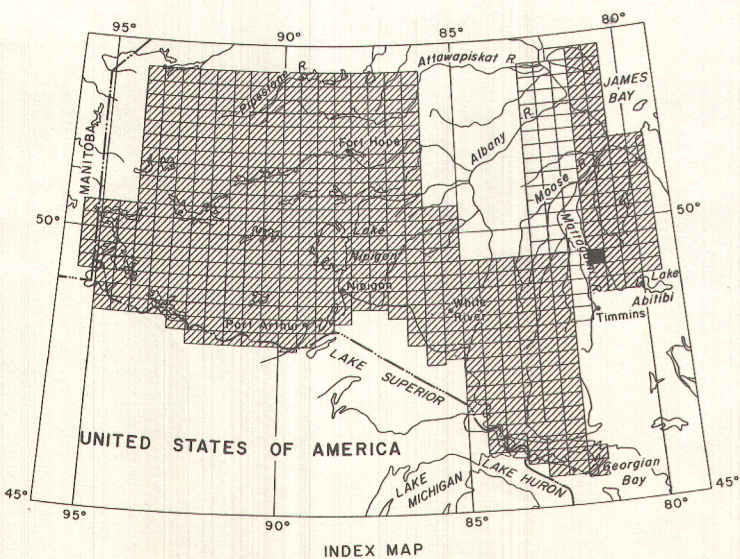 95°
90°
85°
80°
Attawapiskat R.
JAMES
BAY
Pipestone R.
MANITOBA
Albany R.
Fort Hope
Moose R.
50°
50°
Lake
Nipigon
Mattagami R.
Nipigon
Lake
Abitibi
White
River
Timmins
Port Arthur
LAKE SUPERIOR
UNITED STATES OF AMERICA
LAKE
MICHIGAN
LAKE HURON
Georgian
Bay
45°
45°
95°
90°
85°
80°
INDEX MAP